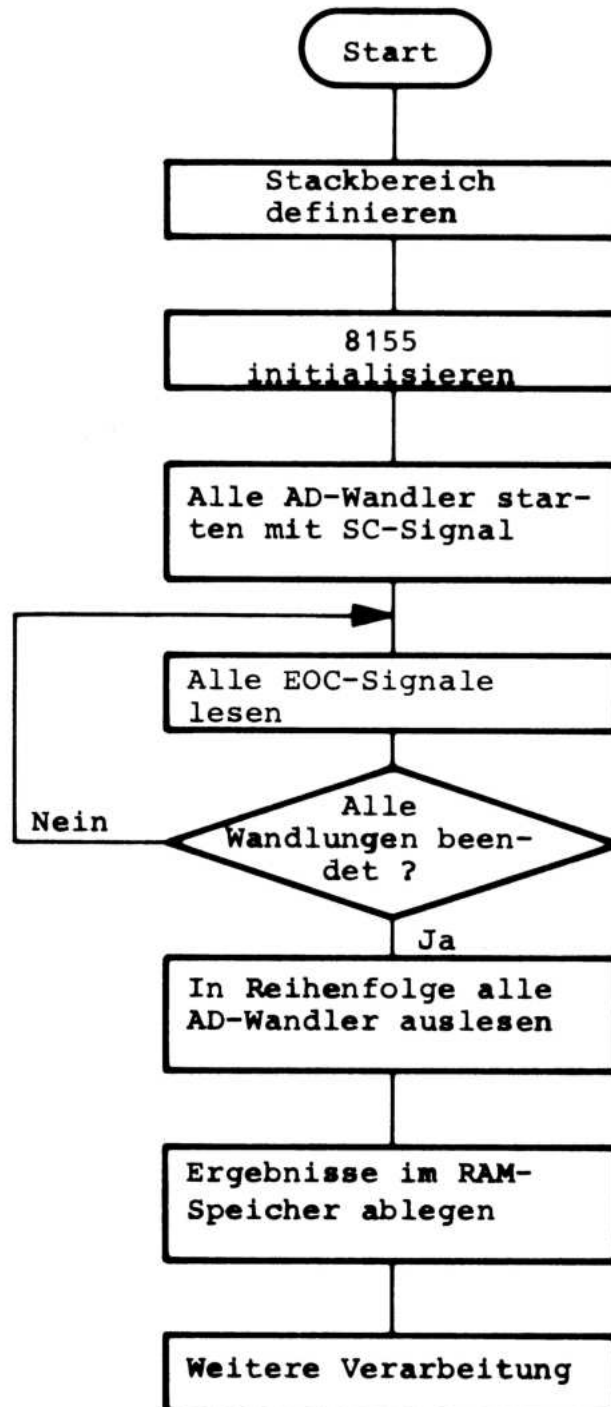 Start
Stackbereich
definieren
8155
initialisieren
Alle AD-Wandler star-
ten mit SC-Signal
Alle EOC-Signale
lesen
Alle
Wandlungen been-
det ?
Nein
Ja
In Reihenfolge alle
AD-Wandler auslesen
Ergebnisse im RAM-
Speicher ablegen
Weitere Verarbeitung